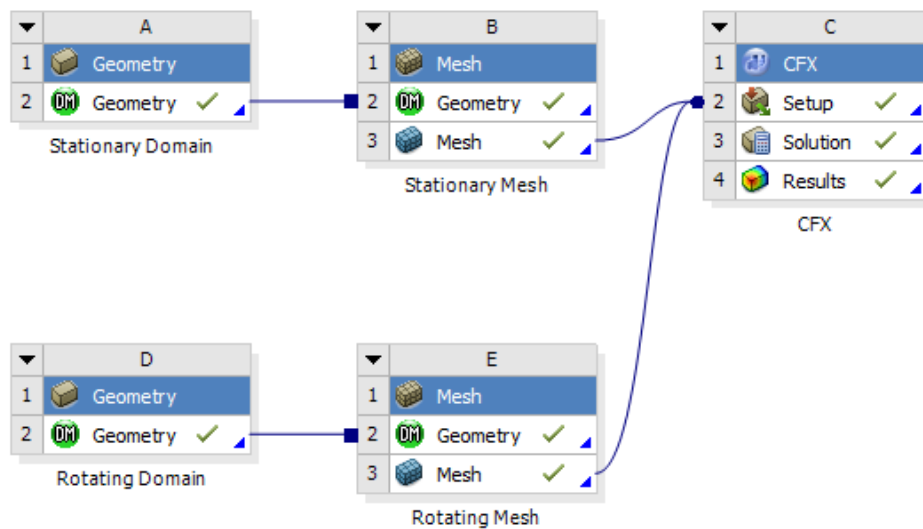 A
1 Geometry
2 DM Geometry
Stationary Domain
B
1 Mesh
2 DM Geometry
3 Mesh
Stationary Mesh
C
1 CFX
2 Setup
3 Solution
4 Results
CFX
D
1 Geometry
2 DM Geometry
Rotating Domain
E
1 Mesh
2 DM Geometry
3 Mesh
Rotating Mesh